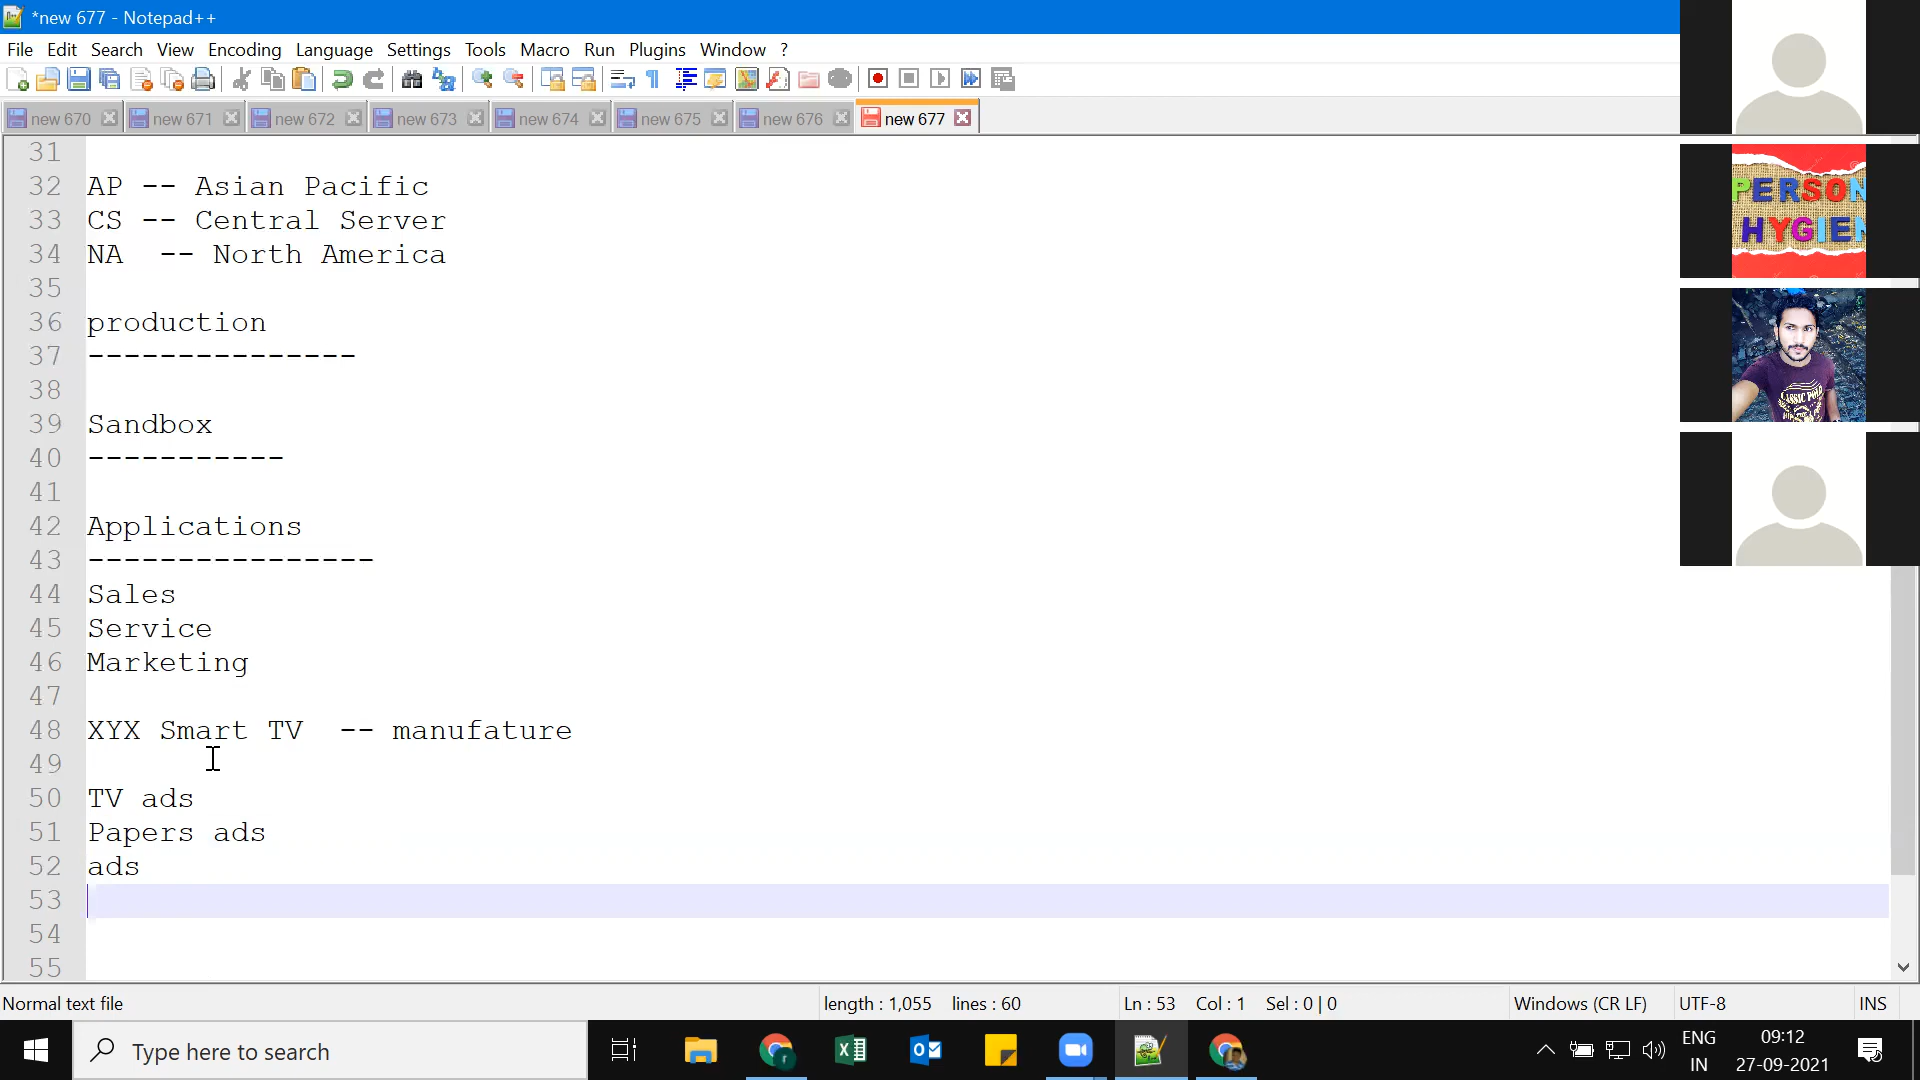 *new 677 - Notepad++
File Edit Search View Encoding Language Settings Tools Macro Run Plugins Window ?
new 670 new 671 new 672 new 673 new 674 new 675 new 676 new 677
31
32 AP -- Asian Pacific
33 CS -- Central Server
34 NA  -- North America
35
36 production
37 ---------------
38
39 Sandbox
40 -----------
41
42 Applications
43 ----------------
44 Sales
45 Service
46 Marketing
47
48 XYX Smart TV  -- manufature
49
50 TV ads
51 Papers ads
52 ads
53
54
55
PERSON
HYGIEN
Normal text file length : 1,055 lines : 60 Ln : 53 Col : 1 Sel : 0 | 0 Windows (CR LF) UTF-8 INS
Type here to search
ENG
IN
09:12
27-09-2021